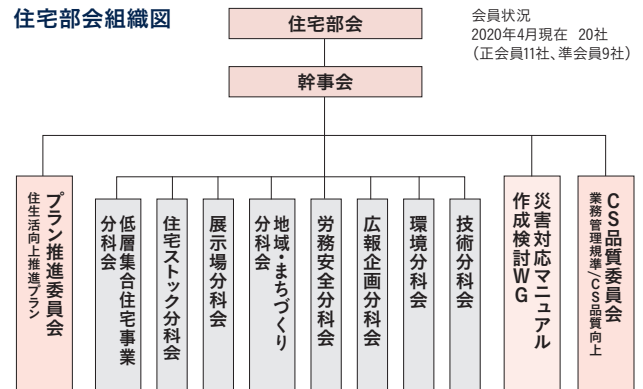 住宅部会組織図
住宅部会
会員状況
2020年4月現在 20社
（正会員11社、準会員9社）
幹事会
プラン推進委員会
住生活向上推進プラン
低層集合住宅事業
分科会
住宅ストック分科会
展示場分科会
地域・まちづくり
分科会
労務安全分科会
広報企画分科会
環境分科会
技術分科会
災害対応マニュアル
作成検討WG
CS品質委員会
業務管理規準/CS品質向上